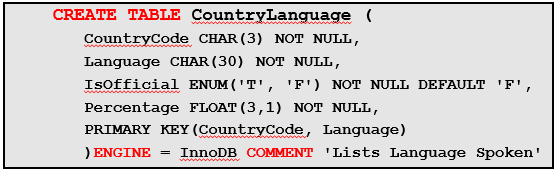 CREATE TABLE CountryLanguage (
CountryCode CHAR(3) NOT NULL,
Language CHAR(30) NOT NULL,
IsOfficial ENUM('T', 'F') NOT NULL DEFAULT 'F',
Percentage FLOAT(3,1) NOT NULL,
PRIMARY KEY(CountryCode, Language)
)ENGINE = InnoDB COMMENT 'Lists Language Spoken'